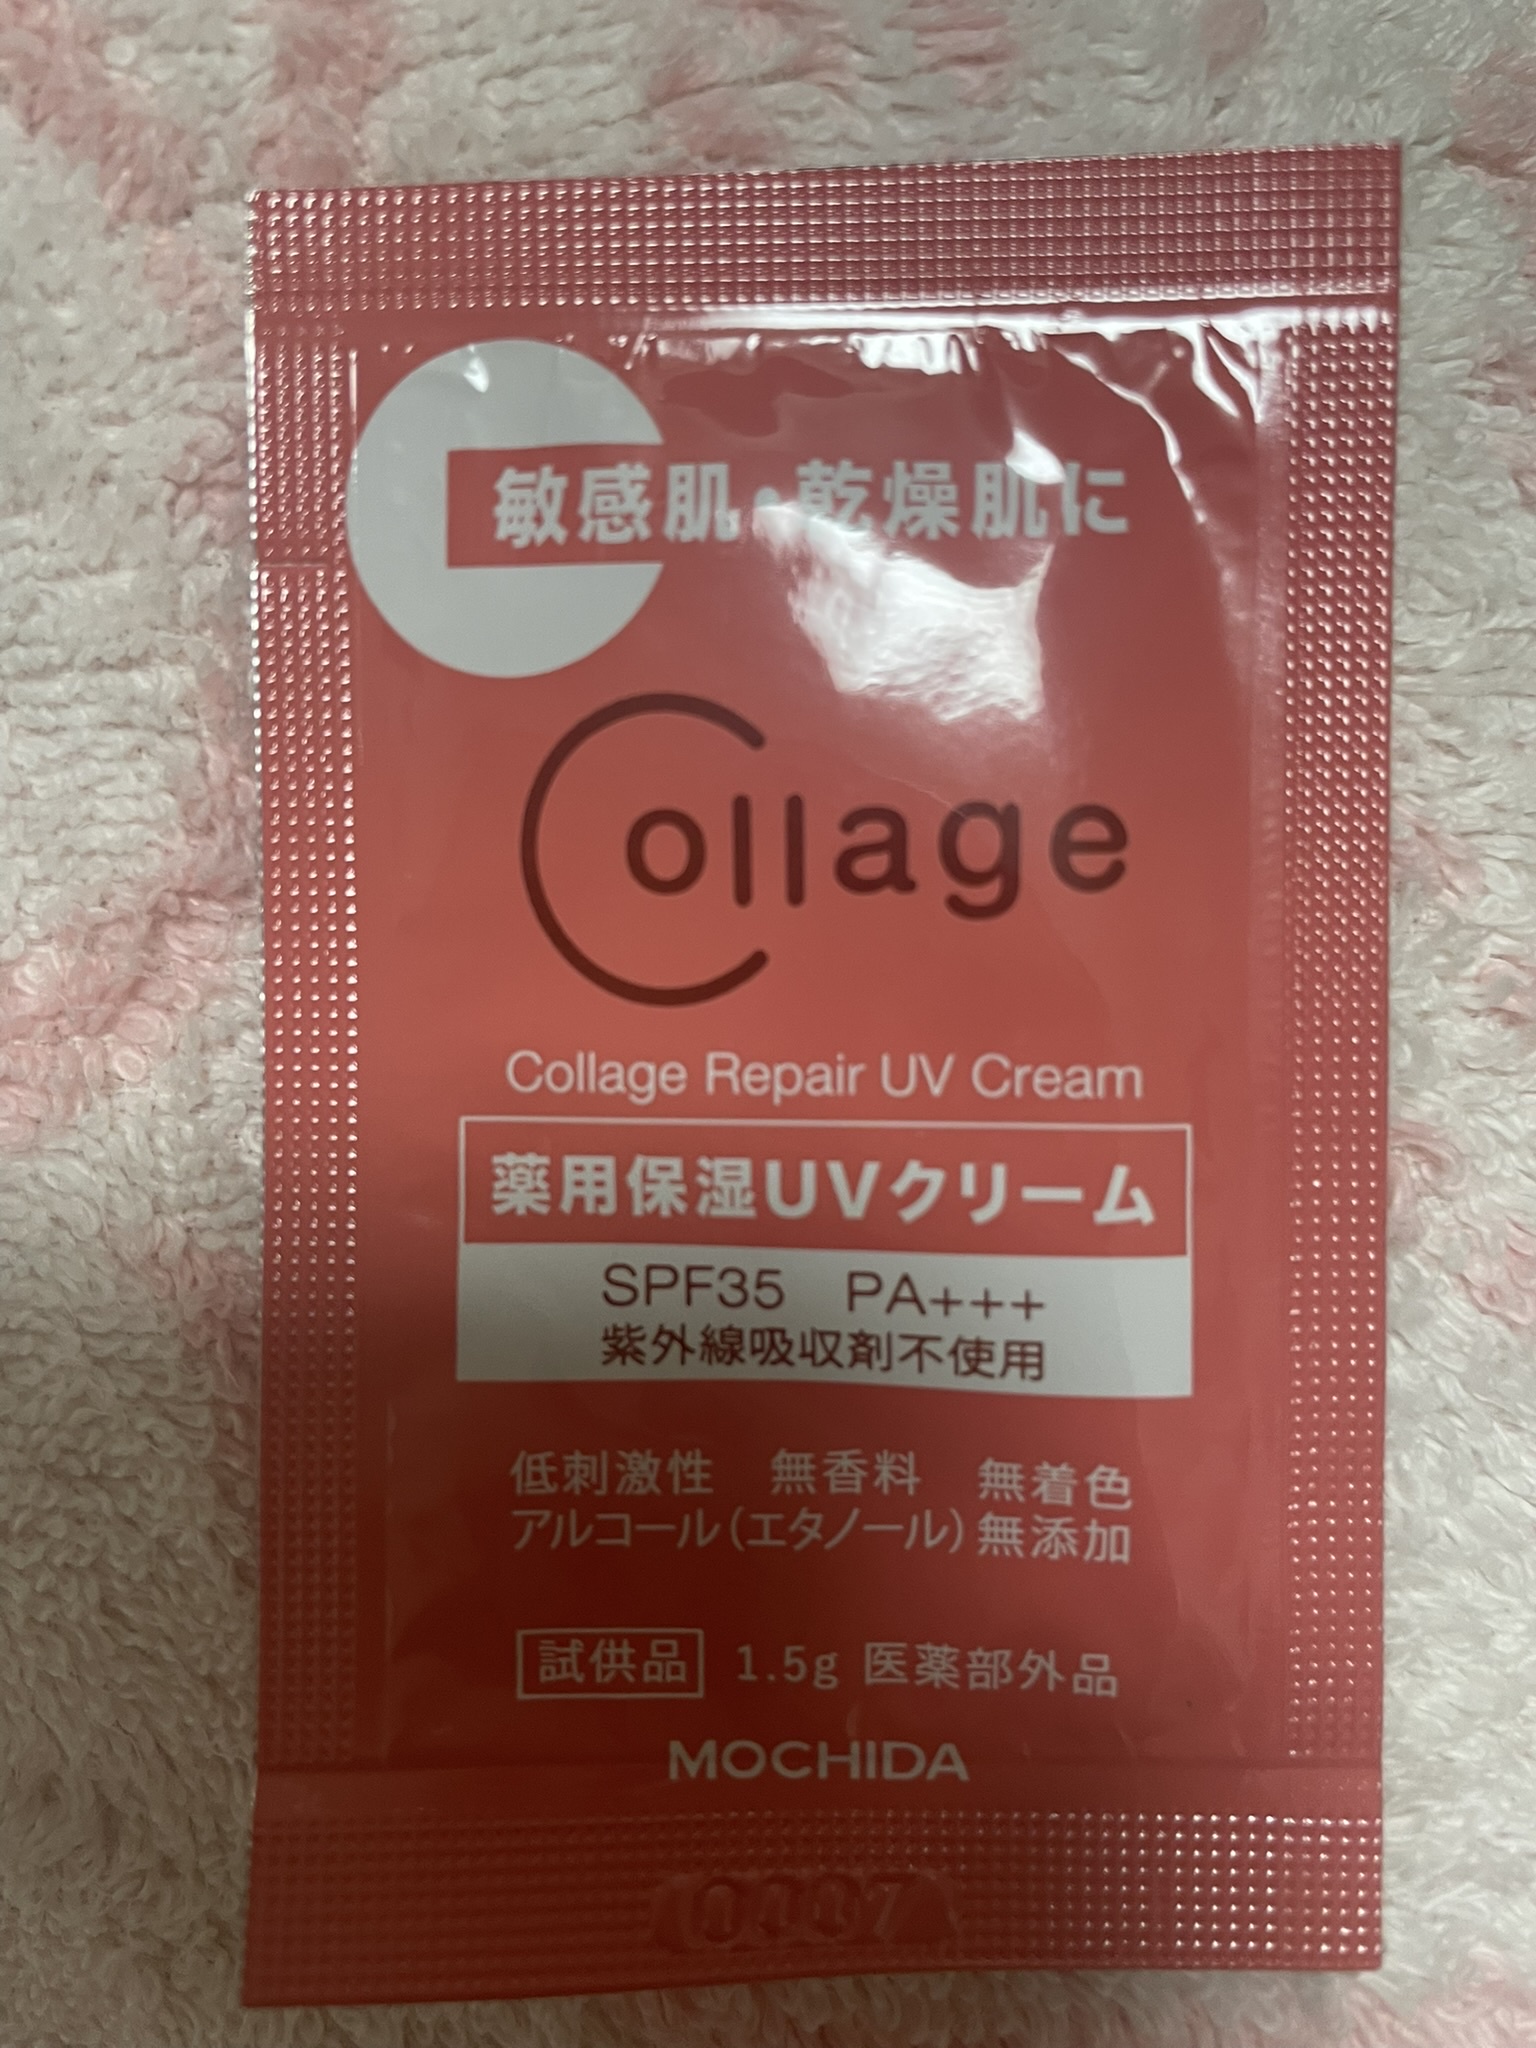 敏感肌・乾燥肌に
Collage
Collage Repair UV Cream
薬用保湿UVクリーム
SPF35 PA+++
紫外線吸収剤不使用
低刺激性 無香料 無着色
アルコール(エタノール)無添加
試供品 1.5g 医薬部外品
MOCHIDA